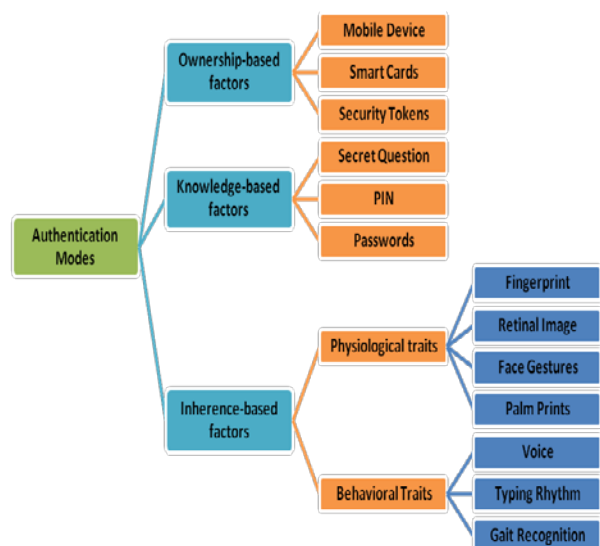 Authentication
Modes
Ownership-based
factors
Mobile Device
Smart Cards
Security Tokens
Knowledge-based
factors
Secret Question
PIN
Passwords
Inherence-based
factors
Physiological traits
Fingerprint
Retinal Image
Face Gestures
Palm Prints
Behavioral Traits
Voice
Typing Rhythm
Gait Recognition